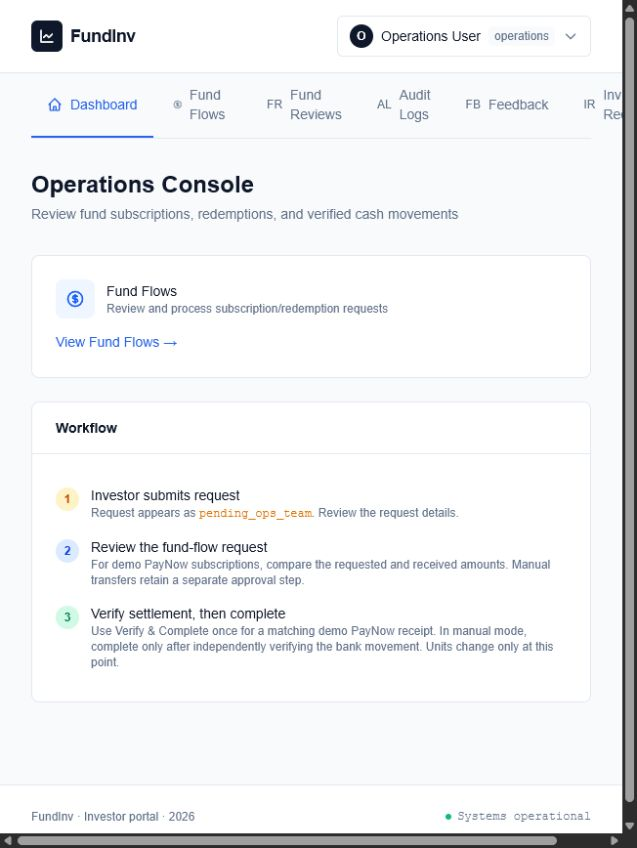 FundInv
O Operations User operations
Dashboard
Fund
Flows
FR Fund
Reviews
AL Audit
Logs
FB Feedback
IR
Operations Console
Review fund subscriptions, redemptions, and verified cash movements
Fund Flows
Review and process subscription/redemption requests
View Fund Flows →
Workflow
1 Investor submits request
Request appears as pending_ops_team. Review the request details.
2 Review the fund-flow request
For demo PayNow subscriptions, compare the requested and received amounts. Manual
transfers retain a separate approval step.
3 Verify settlement, then complete
Use Verify & Complete once for a matching demo PayNow receipt. In manual mode,
complete only after independently verifying the bank movement. Units change only at this
point.
FundInv · Investor portal · 2026
Systems operational